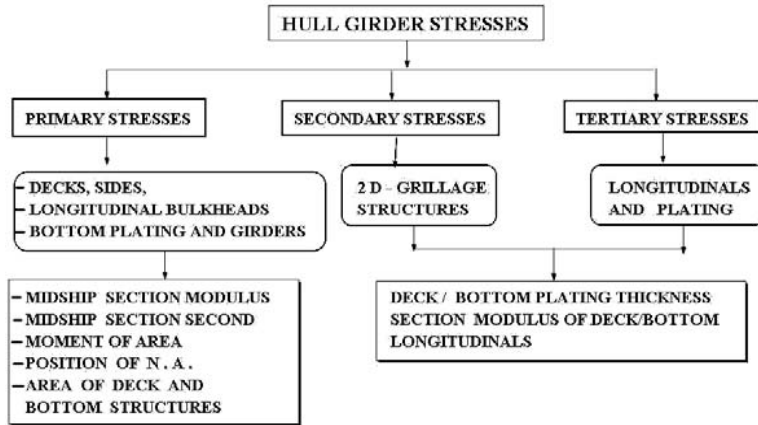 HULL GIRDER STRESSES
PRIMARY STRESSES
SECONDARY STRESSES
TERTIARY STRESSES
– DECKS, SIDES,
– LONGITUDINAL BULKHEADS
– BOTTOM PLATING AND GIRDERS
2 D – GRILLAGE
STRUCTURES
LONGITUDINALS
AND PLATING
– MIDSHIP SECTION MODULUS
– MIDSHIP SECTION SECOND
– MOMENT OF AREA
– POSITION OF N . A .
– AREA OF DECK AND
BOTTOM STRUCTURES
DECK / BOTTOM PLATING THICKNESS
SECTION MODULUS OF DECK/BOTTOM
LONGITUDINALS